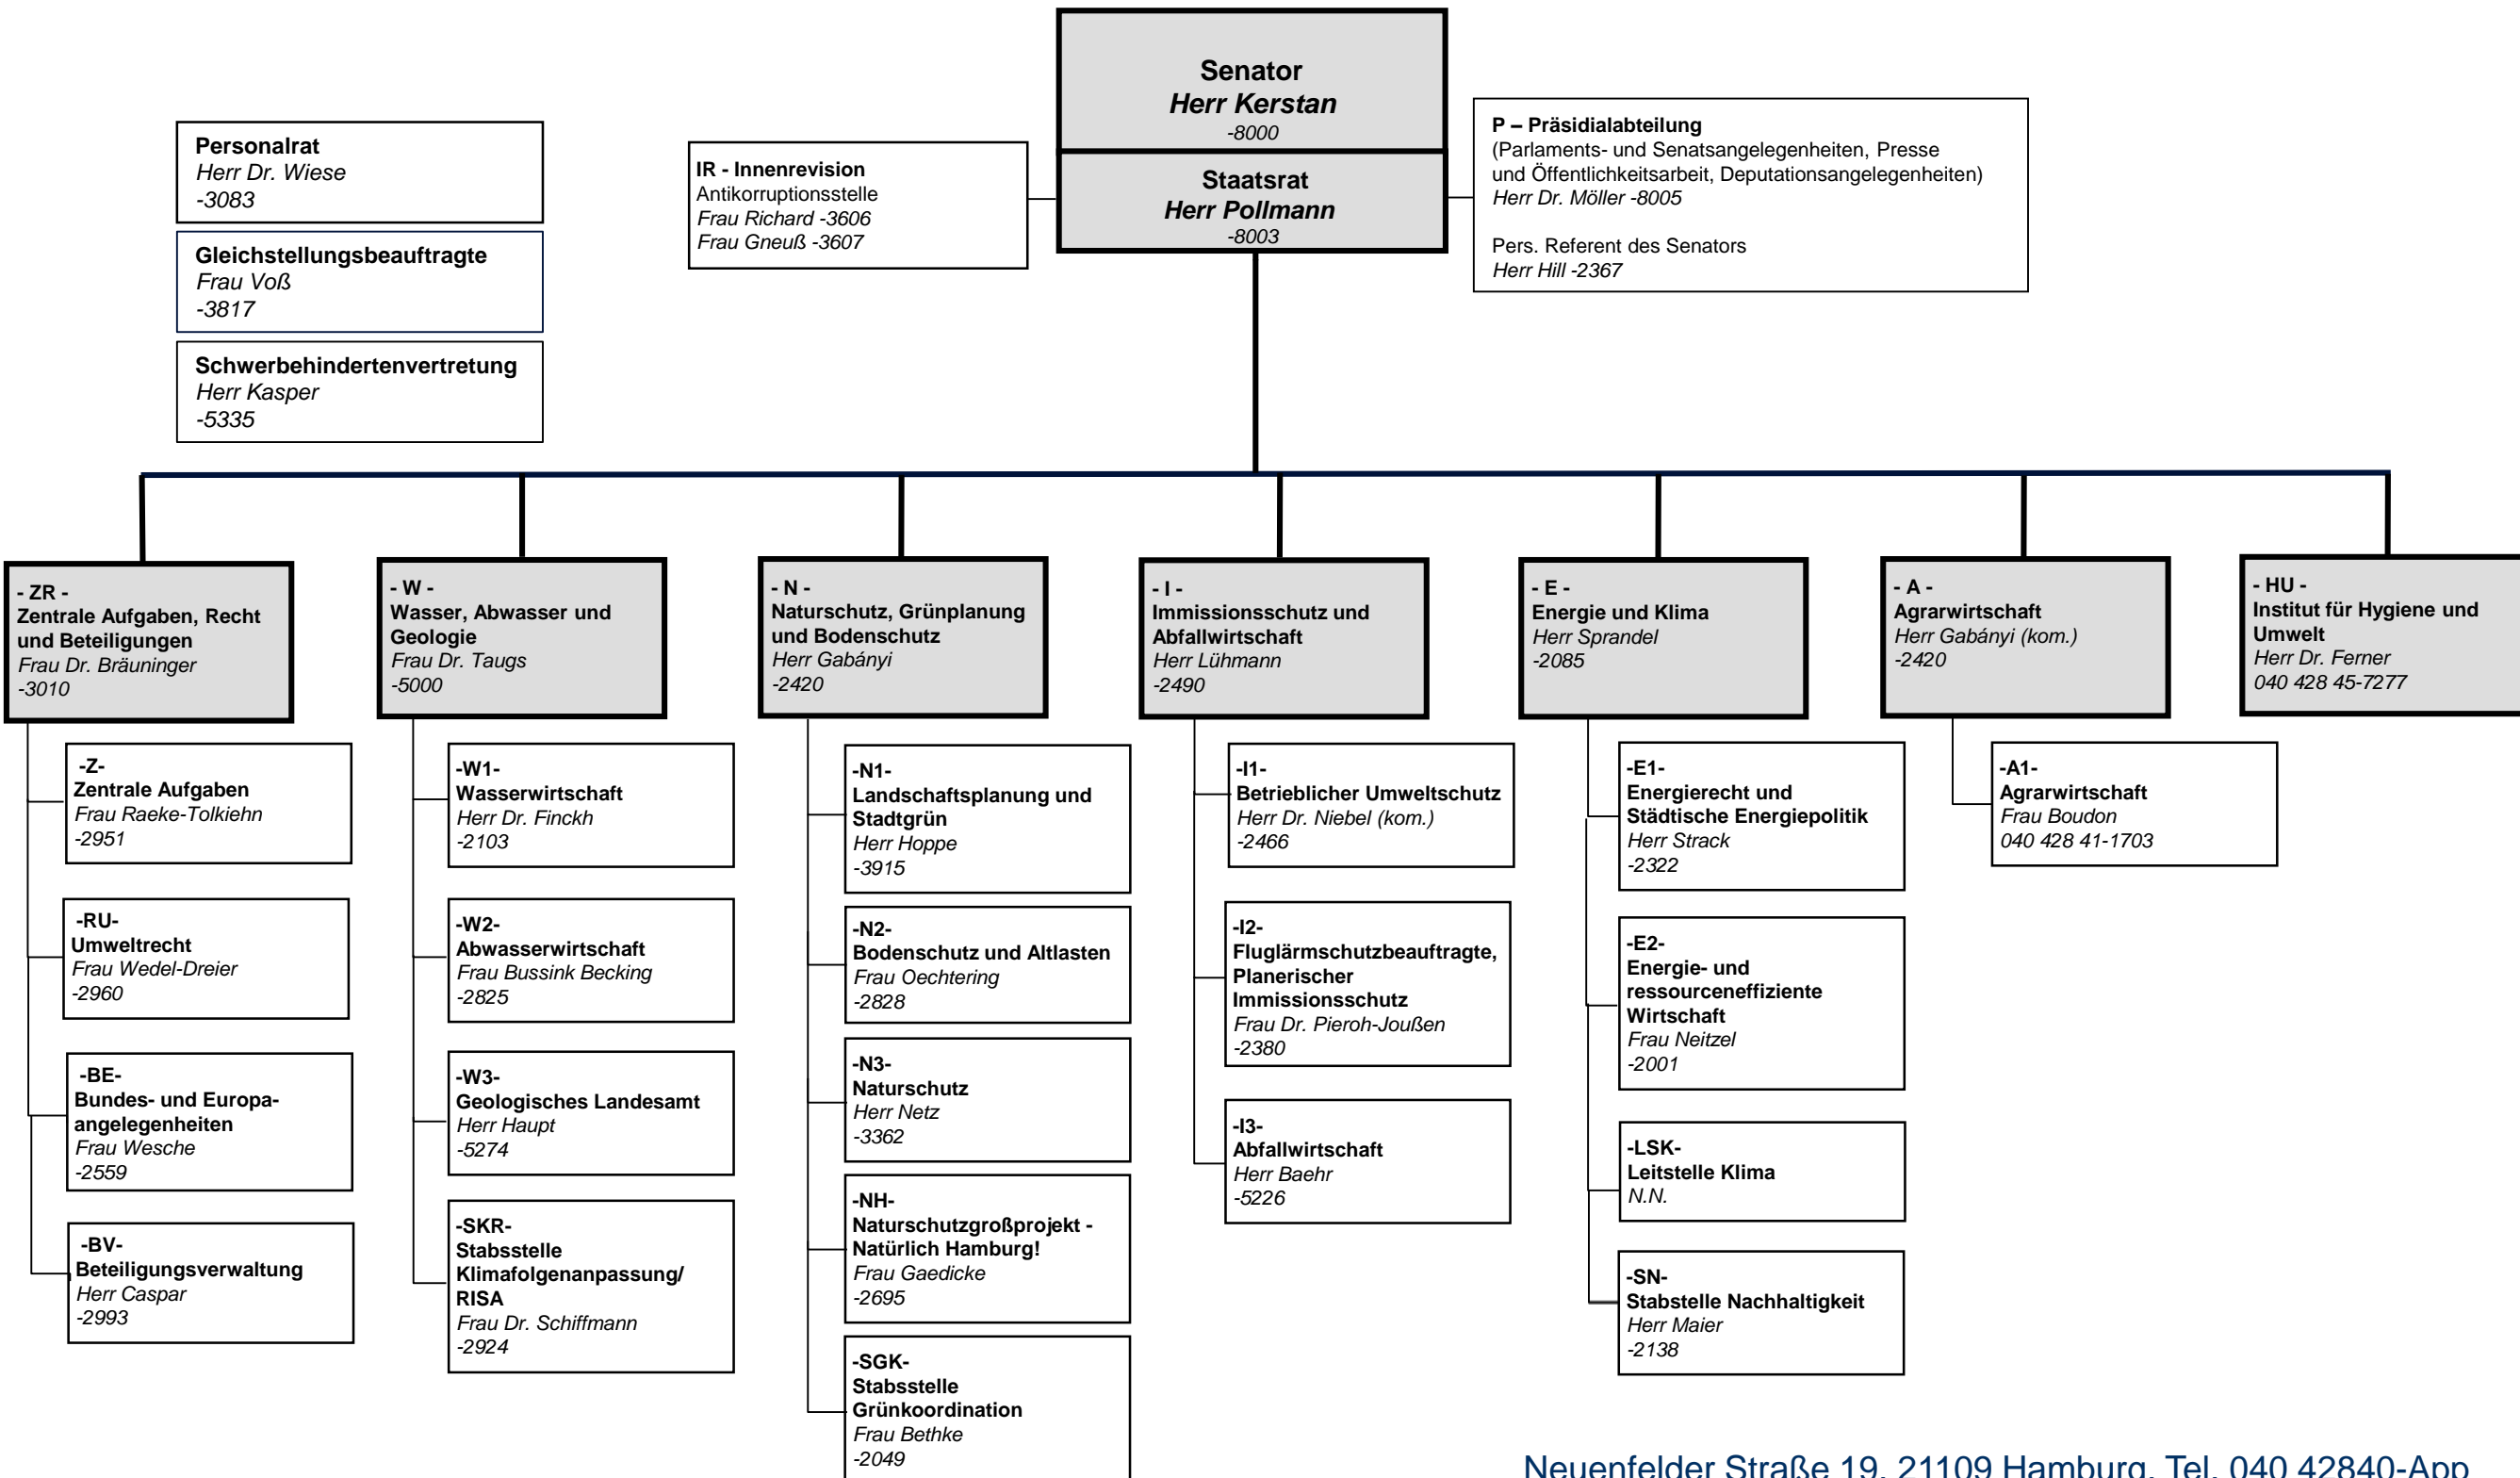 Senator
Herr Kerstan
-8000
Staatsrat
Herr Pollmann
-8003
Personalrat
Herr Dr. Wiese
-3083
Gleichstellungsbeauftragte
Frau Voß
-3817
Schwerbehindertenvertretung
Herr Kasper
-5335
IR - Innenrevision
Antikorruptionsstelle
Frau Richard -3606
Frau Gneuß -3607
P – Präsidialabteilung
(Parlaments- und Senatsangelegenheiten, Presse
und Öffentlichkeitsarbeit, Deputationsangelegenheiten)
Herr Dr. Möller -8005
Pers. Referent des Senators
Herr Hill -2367
- ZR -
Zentrale Aufgaben, Recht
und Beteiligungen
Frau Dr. Bräuninger
-3010
-Z-
Zentrale Aufgaben
Frau Raeke-Tolkiehn
-2951
-RU-
Umweltrecht
Frau Wedel-Dreier
-2960
-BE-
Bundes- und Europa-
angelegenheiten
Frau Wesche
-2559
-BV-
Beteiligungsverwaltung
Herr Caspar
-2993
- W -
Wasser, Abwasser und
Geologie
Frau Dr. Taugs
-5000
-W1-
Wasserwirtschaft
Herr Dr. Finckh
-2103
-W2-
Abwasserwirtschaft
Frau Bussink Becking
-2825
-W3-
Geologisches Landesamt
Herr Haupt
-5274
-SKR-
Stabsstelle
Klimafolgenanpassung/
RISA
Frau Dr. Schiffmann
-2924
- N -
Naturschutz, Grünplanung
und Bodenschutz
Herr Gabányi
-2420
-N1-
Landschaftsplanung und
Stadtgrün
Herr Hoppe
-3915
-N2-
Bodenschutz und Altlasten
Frau Oechtering
-2828
-N3-
Naturschutz
Herr Netz
-3362
-NH-
Naturschutzgroßprojekt -
Natürlich Hamburg!
Frau Gaedicke
-2695
-SGK-
Stabsstelle
Grünkoordination
Frau Bethke
-2049
- I -
Immissionsschutz und
Abfallwirtschaft
Herr Lühmann
-2490
-I1-
Betrieblicher Umweltschutz
Herr Dr. Niebel (kom.)
-2466
-I2-
Fluglärmschutzbeauftragte,
Planerischer
Immissionsschutz
Frau Dr. Pieroh-Joußen
-2380
-I3-
Abfallwirtschaft
Herr Baehr
-5226
- E -
Energie und Klima
Herr Sprandel
-2085
-E1-
Energierecht und
Städtische Energiepolitik
Herr Strack
-2322
-E2-
Energie- und
ressourceneffiziente
Wirtschaft
Frau Neitzel
-2001
-LSK-
Leitstelle Klima
N.N.
-SN-
Stabstelle Nachhaltigkeit
Herr Maier
-2138
- A -
Agrarwirtschaft
Herr Gabányi (kom.)
-2420
-A1-
Agrarwirtschaft
Frau Boudon
040 428 41-1703
- HU -
Institut für Hygiene und
Umwelt
Herr Dr. Ferner
040 428 45-7277
Neuenfelder Straße 19, 21109 Hamburg, Tel. 040 42840-App